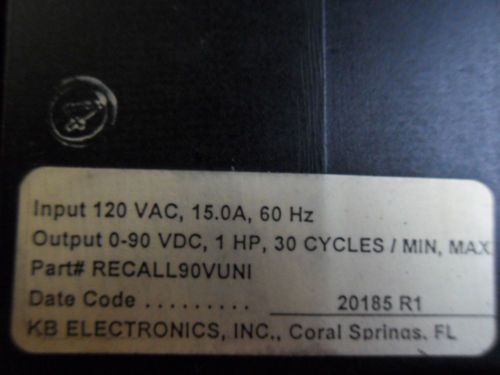 Input 120 VAC, 15.0A, 60 Hz
Output 0-90 VDC, 1 HP, 30 CYCLES / MIN, MAX
Part# RECALL90VUNI
Date Code ......... 20185 R1
KB ELECTRONICS, INC., Coral Springs, FL